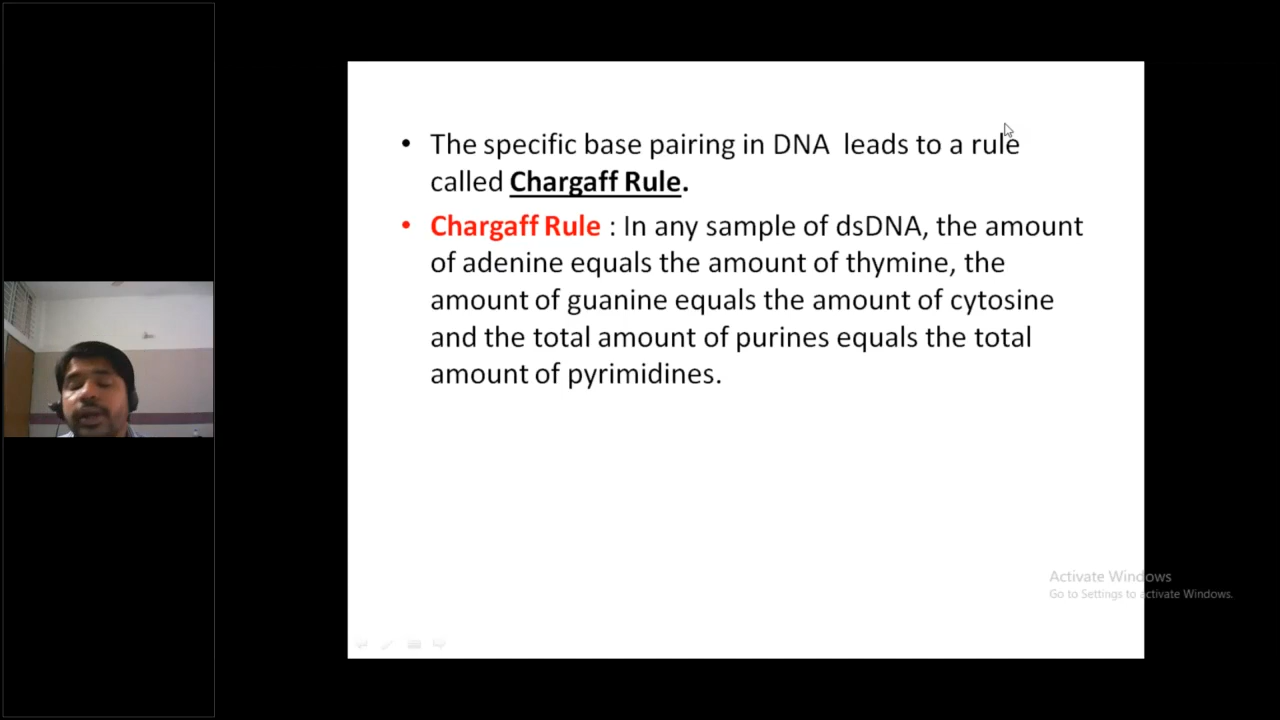 • The specific base pairing in DNA leads to a rule
called Chargaff Rule.
• Chargaff Rule : In any sample of dsDNA, the amount
of adenine equals the amount of thymine, the
amount of guanine equals the amount of cytosine
and the total amount of purines equals the total
amount of pyrimidines.
Activate Windows
Go to Settings to activate Windows.